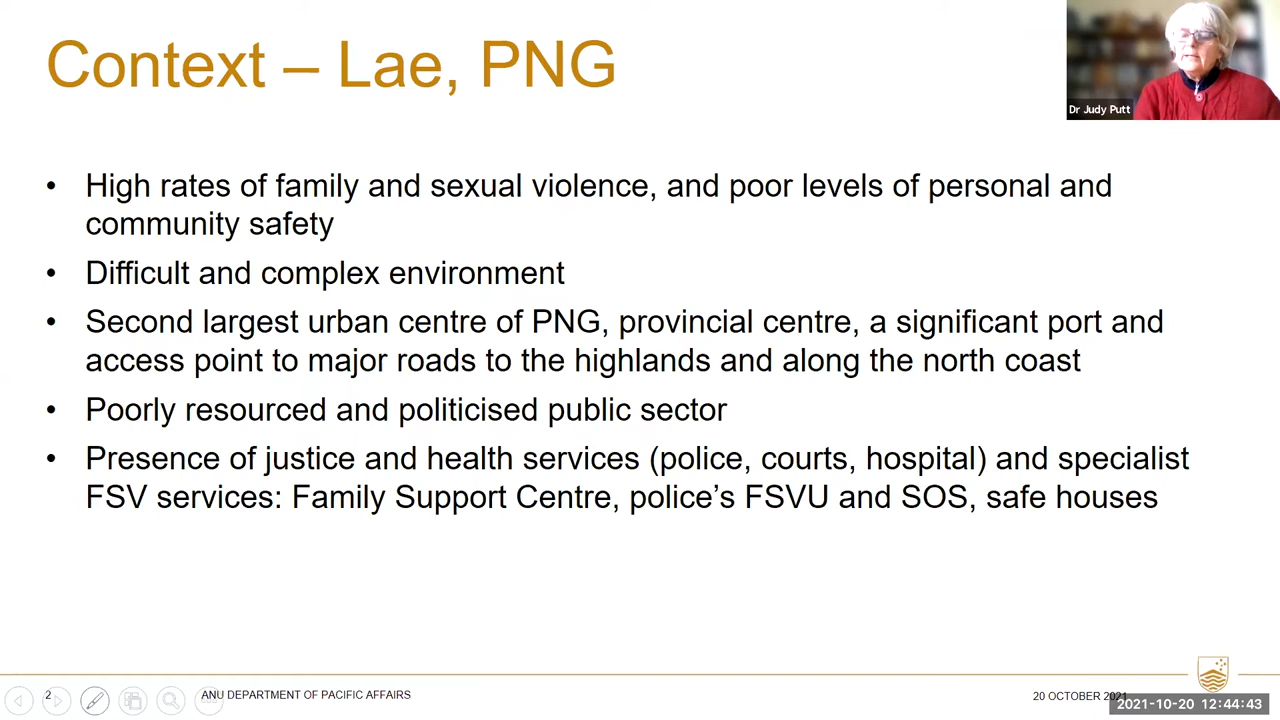 Context – Lae, PNG
Dr Judy Putt
• High rates of family and sexual violence, and poor levels of personal and
community safety
• Difficult and complex environment
• Second largest urban centre of PNG, provincial centre, a significant port and
access point to major roads to the highlands and along the north coast
• Poorly resourced and politicised public sector
• Presence of justice and health services (police, courts, hospital) and specialist
FSV services: Family Support Centre, police’s FSVU and SOS, safe houses
2
ANU DEPARTMENT OF PACIFIC AFFAIRS
20 OCTOBER 2021
2021-10-20 12:44:43